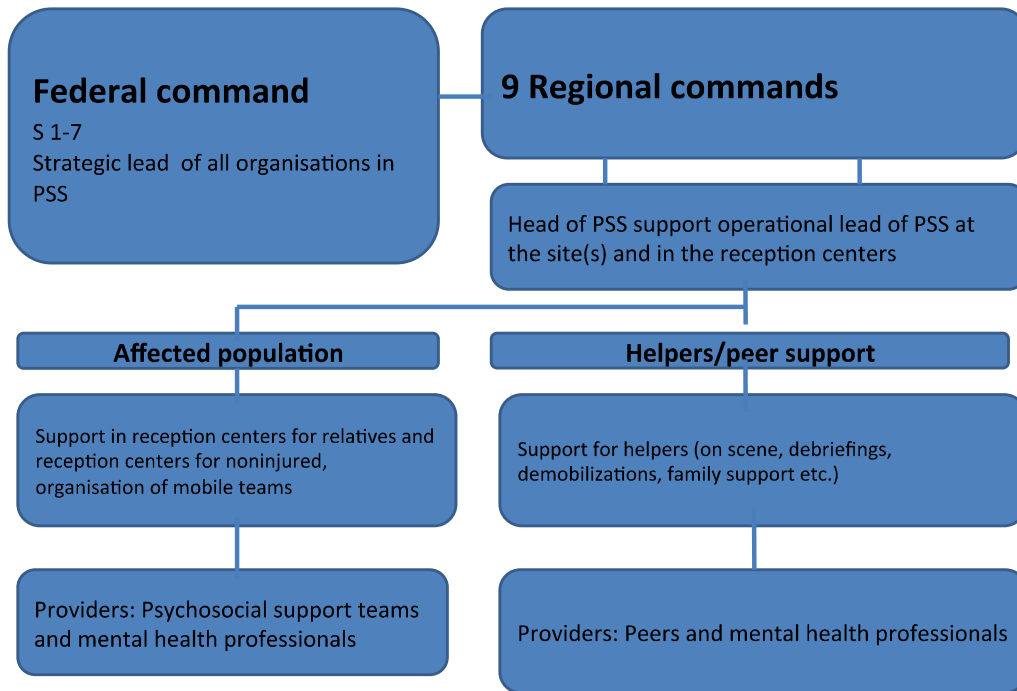 Federal command
S 1-7
Strategic lead of all organisations in
PSS
9 Regional commands
Head of PSS support operational lead of PSS at
the site(s) and in the reception centers
Affected population
Helpers/peer support
Support in reception centers for relatives and
reception centers for noninjured,
organisation of mobile teams
Support for helpers (on scene, debriefings,
demobilizations, family support etc.)
Providers: Psychosocial support teams
and mental health professionals
Providers: Peers and mental health professionals